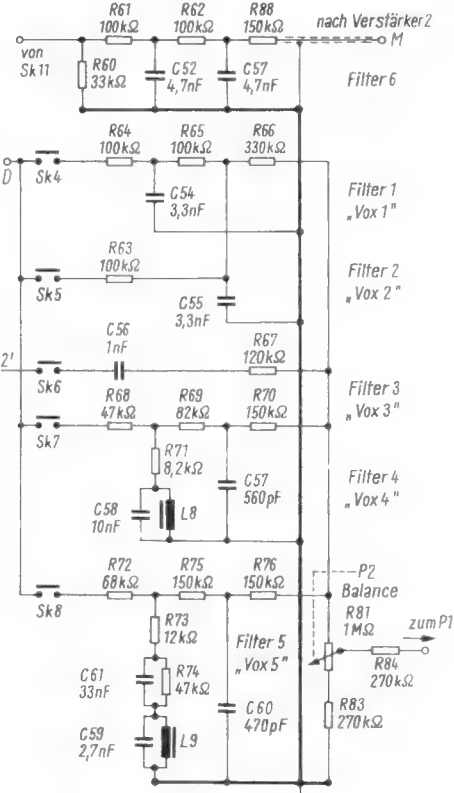 R61 R62 R88
100kΩ 100kΩ 150kΩ
nach Verstärker2
M
von
Sk11
R60
33kΩ
C52
4,7nF
C57
4,7nF
Filter 6
R64 R65 R66
100kΩ 100kΩ 330kΩ
D
Sk4
C54
3,3nF
Filter 1
„Vox 1"
R63
100kΩ
Sk5
Filter 2
„Vox 2"
C55
3,3nF
C56
1nF
R67
120kΩ
2'
Sk6
Filter 3
„Vox 3"
R68 R69 R70
47kΩ 82kΩ 150kΩ
Sk7
R71
8,2kΩ
C57
560pF
Filter 4
„Vox 4"
C58
10nF
L8
R72 R75 R76
68kΩ 150kΩ 150kΩ
Sk8
P2
Balance
R81
1MΩ
zumP1
R73
12kΩ
Filter 5
„Vox 5"
R84
270kΩ
C61
33nF
R74
47kΩ
C60
470pF
R83
270kΩ
C59
2,7nF
L9